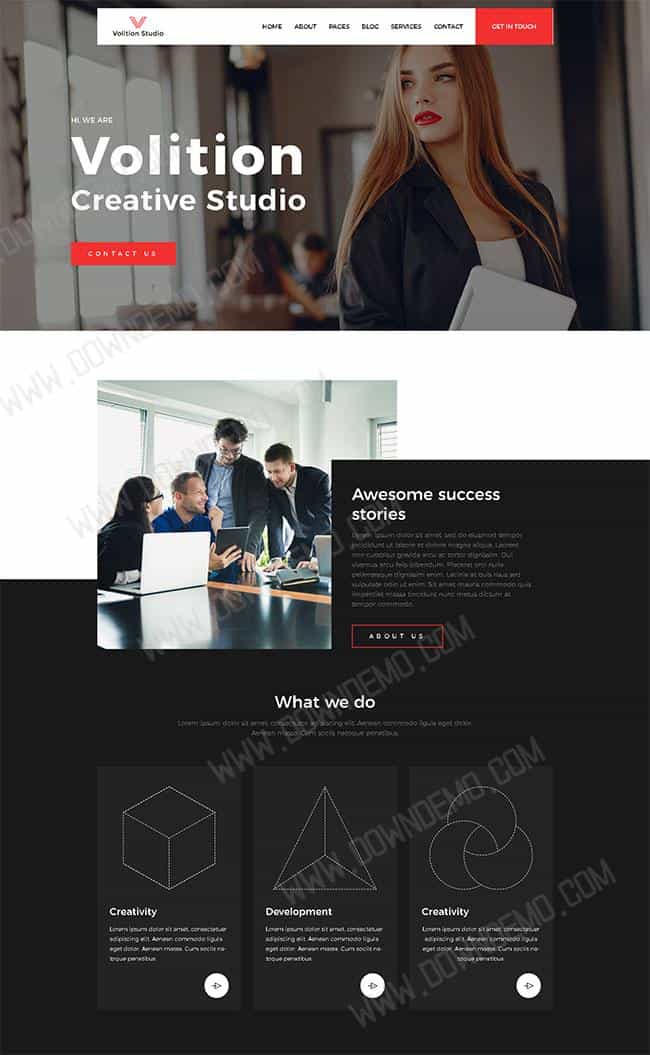 Volition Studio
HOME ABOUT PAGES BLOG SERVICES CONTACT GET IN TOUCH
HI, WE ARE
Volition
Creative Studio
CONTACT US
Awesome success
stories
Lorem ipsum dolor sit amet, sed do eiusmod tempor
incididunt ut labore et dolore magna aliqua. Laoreet
non curabitur gravida arcu ac tortor dignissim. Dui
vivamus arcu felis bibendum. Placerat orci nulla
pellentesque dignissim enim. Lacinia at quis risus sed
vulputate odio ut enim. Sit amet mauris commodo quis
imperdiet massa tincidunt nunc metus dictum at
tempor commodo.
ABOUT US
What we do
Lorem ipsum dolor sit amet, consectetuer adipiscing elit. Aenean commodo ligula eget dolor.
Aenean massa. Cum sociis natoque penatibus
Creativity
Lorem ipsum dolor sit amet, consectetuer
adipiscing elit. Aenean commodo ligula
eget dolor. Aenean massa. Cum sociis na-
toque penatibus
Development
Lorem ipsum dolor sit amet, consectetuer
adipiscing elit. Aenean commodo ligula
eget dolor. Aenean massa. Cum sociis na-
toque penatibus
Creativity
Lorem ipsum dolor sit amet, consectetuer
adipiscing elit. Aenean commodo ligula
eget dolor. Aenean massa. Cum sociis na-
toque penatibus
WWW.DOWNDEMO.COM